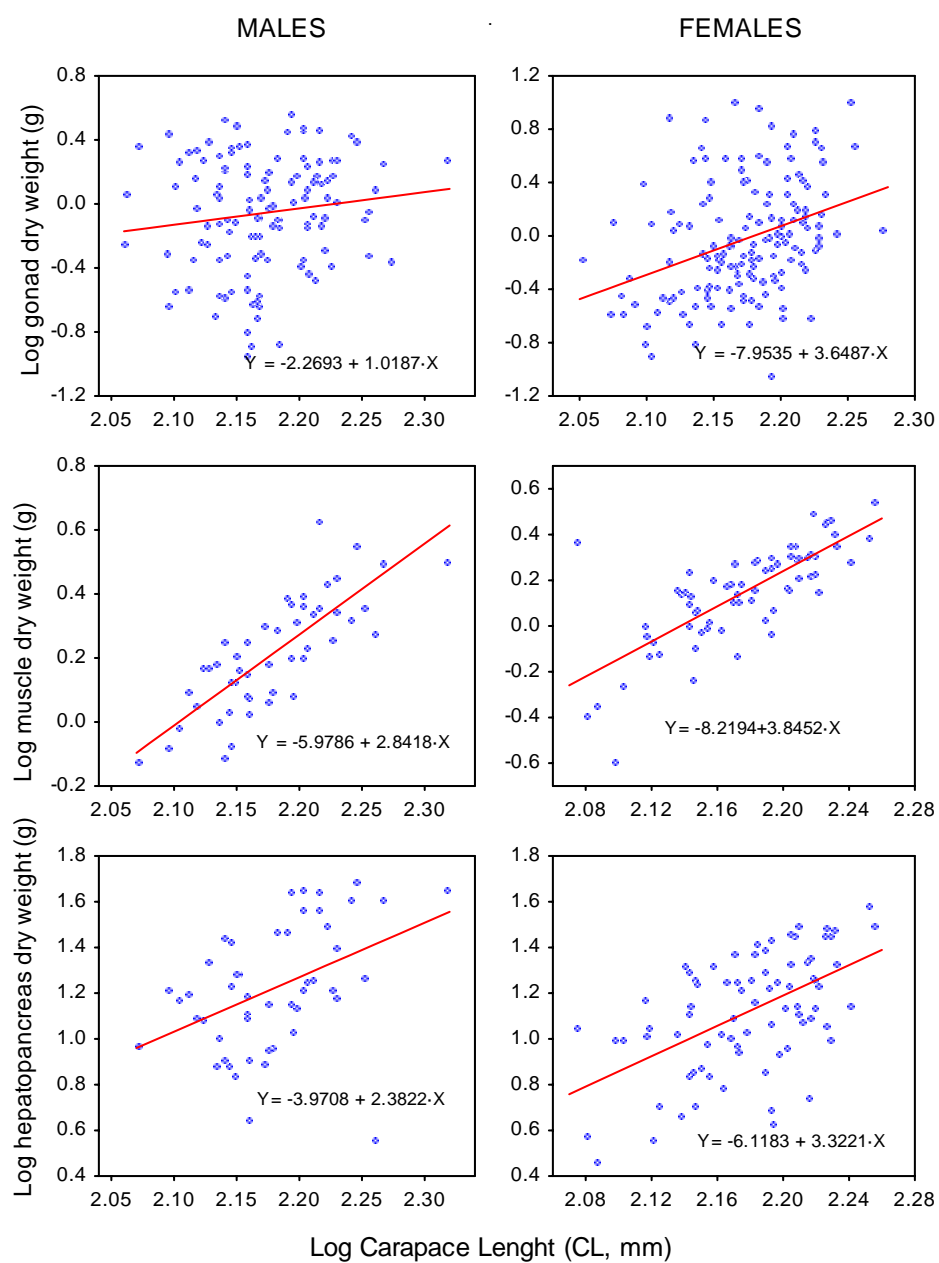 MALES
FEMALES
Log gonad dry weight (g)
0.8
0.4
0.0
-0.4
-0.8
-1.2
Y = -2.2693 + 1.0187·X
2.05 2.10 2.15 2.20 2.25 2.30
1.2
0.8
0.4
0.0
-0.4
-0.8
-1.2
Y = -7.9535 + 3.6487·X
2.05 2.10 2.15 2.20 2.25 2.30
Log muscle dry weight (g)
0.8
0.6
0.4
0.2
0.0
-0.2
Y = -5.9786 + 2.8418·X
2.05 2.10 2.15 2.20 2.25 2.30
0.6
0.4
0.2
0.0
-0.2
-0.4
-0.6
Y = -8.2194+3.8452·X
2.08 2.12 2.16 2.20 2.24 2.28
Log hepatopancreas dry weight (g)
1.8
1.6
1.4
1.2
1.0
0.8
0.6
0.4
Y= -3.9708 + 2.3822·X
2.05 2.10 2.15 2.20 2.25 2.30
1.8
1.6
1.4
1.2
1.0
0.8
0.6
0.4
Y= -6.1183 + 3.3221·X
2.08 2.12 2.16 2.20 2.24 2.28
Log Carapace Lenght (CL, mm)